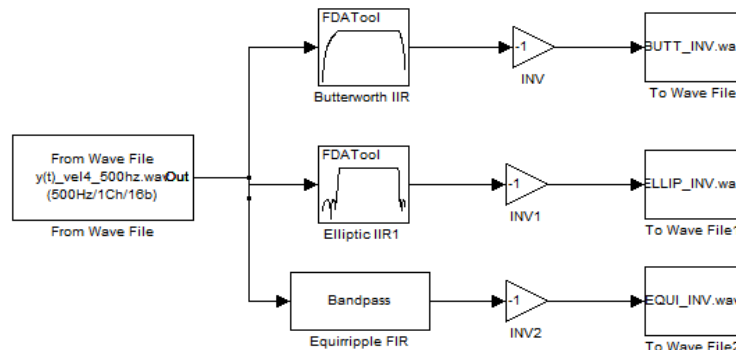 FDATool
Butterworth IIR
-1
INV
BUTT_INV.wa
To Wave File
From Wave File
y(t)_vel4_500hz.wav
Out
(500Hz/1Ch/16b)
From Wave File
FDATool
Elliptic IIR1
-1
INV1
ELLIP_INV.wa
To Wave File1
Bandpass
Equirripple FIR
-1
INV2
EQUI_INV.wav
To Wave File2